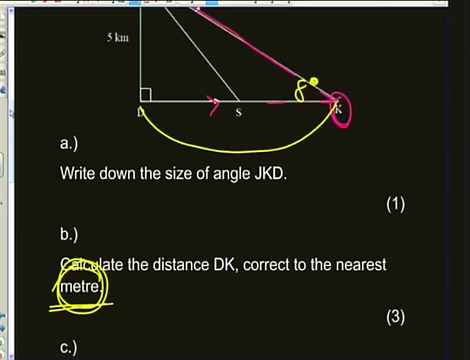 5 km
8°
D S K
a.)
Write down the size of angle JKD.
(1)
b.)
Calculate the distance DK, correct to the nearest
metre.
(3)
c.)